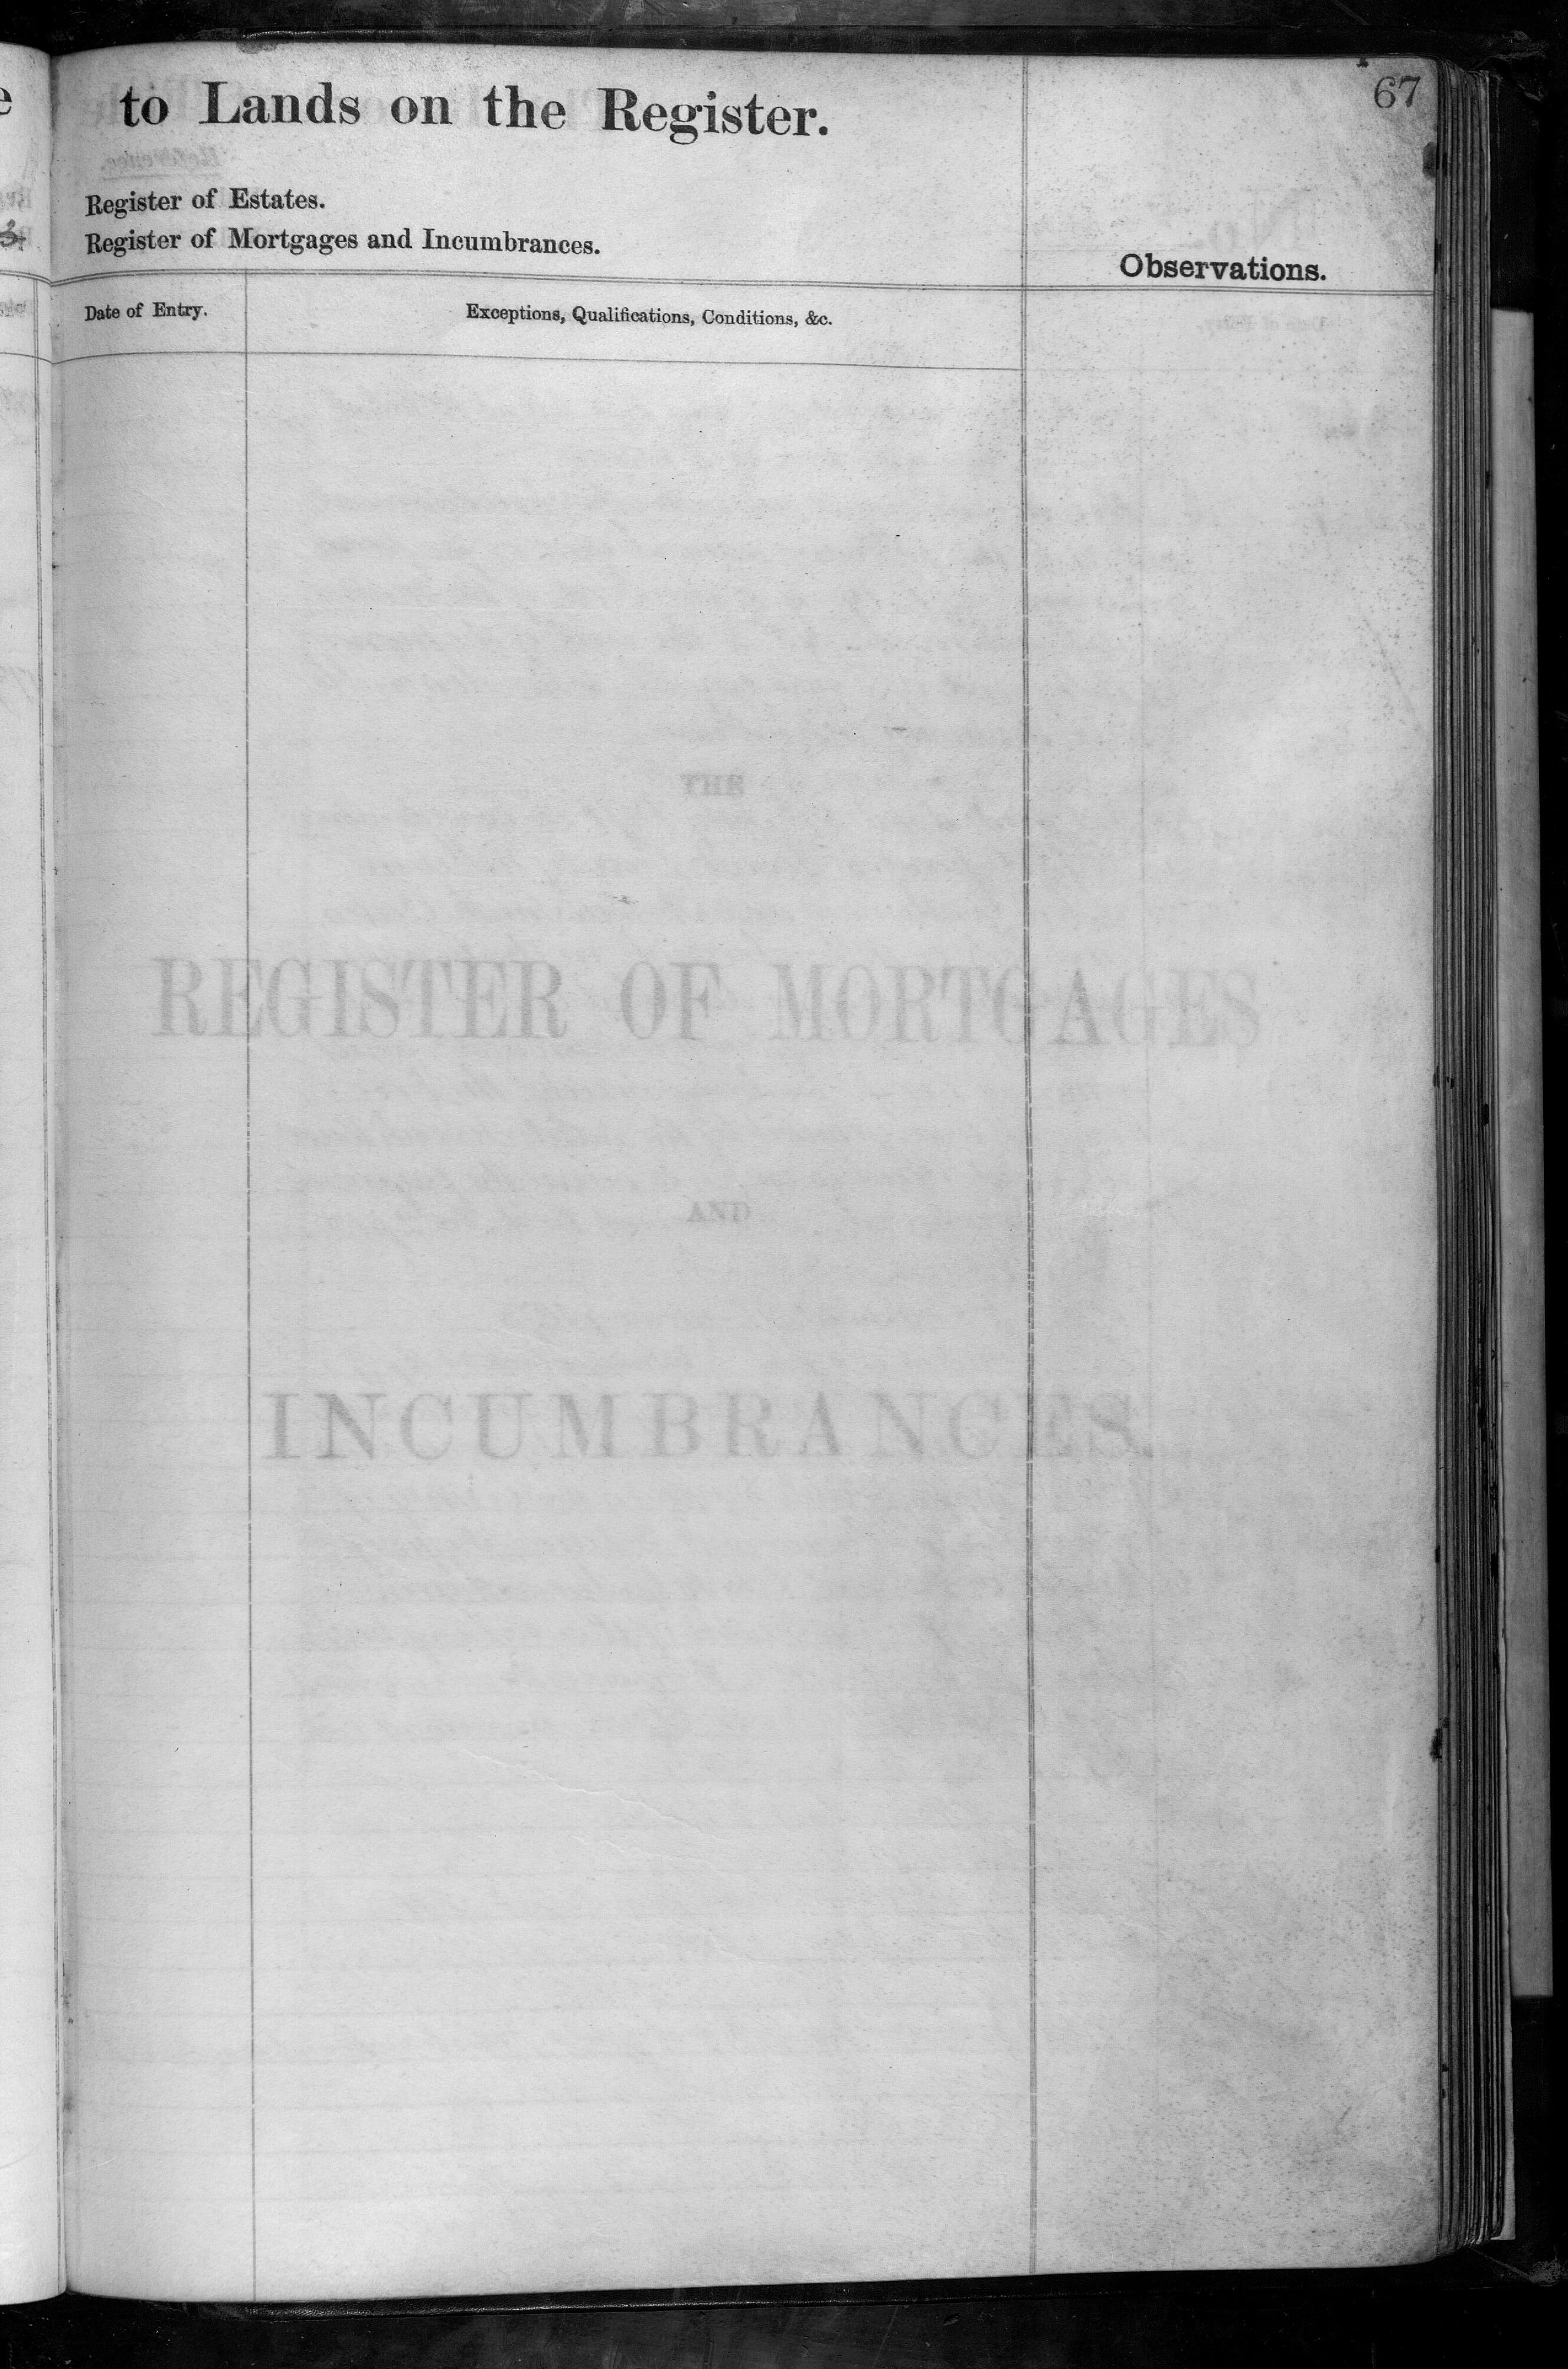 67
to Lands on the Register.
Register of Estates.
Register of Mortgages and Incumbrances.
Observations.
Date of Entry.
Exceptions, Qualifications, Conditions, &c.
THE
REGISTER OF MORTGAGES
AND
INCUMBRANCES.